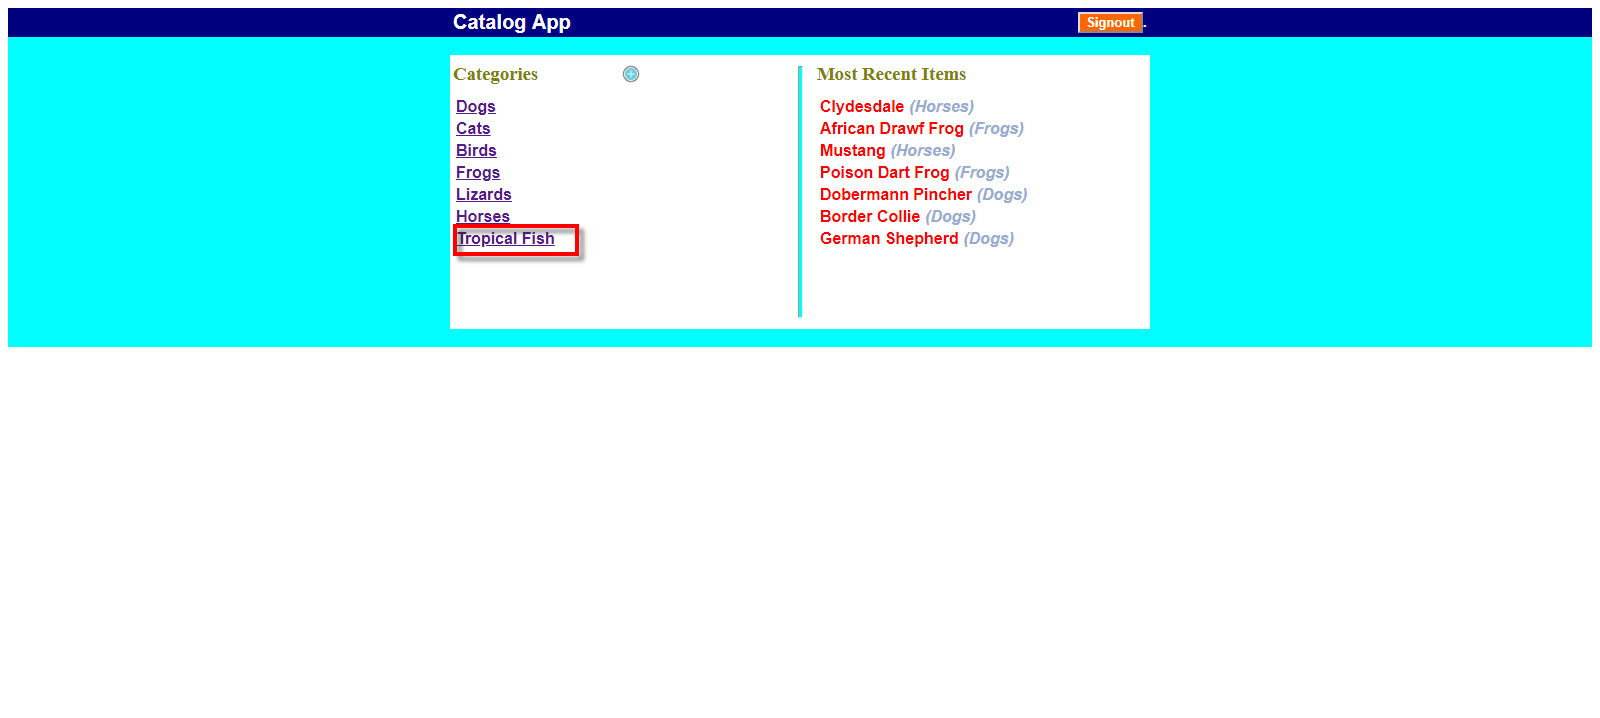 Catalog App
Signout.
Categories
Dogs
Cats
Birds
Frogs
Lizards
Horses
Tropical Fish
Most Recent Items
Clydesdale (Horses)
African Drawf Frog (Frogs)
Mustang (Horses)
Poison Dart Frog (Frogs)
Dobermann Pincher (Dogs)
Border Collie (Dogs)
German Shepherd (Dogs)